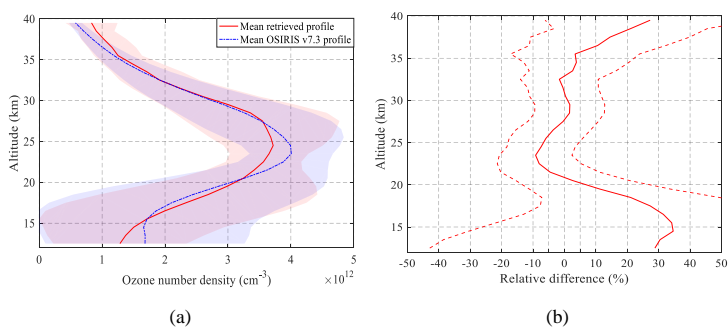 Mean retrieved profile
Mean OSIRIS v7.3 profile
40
35
30
25
20
15
Altitude (km)
0 1 2 3 4 5
Ozone number density (cm⁻³) ×10¹²
(a)
40
35
30
25
20
15
Altitude (km)
-50 -40 -30 -20 -10 -5 0 5 10 20 30 40 50
Relative difference (%)
(b)